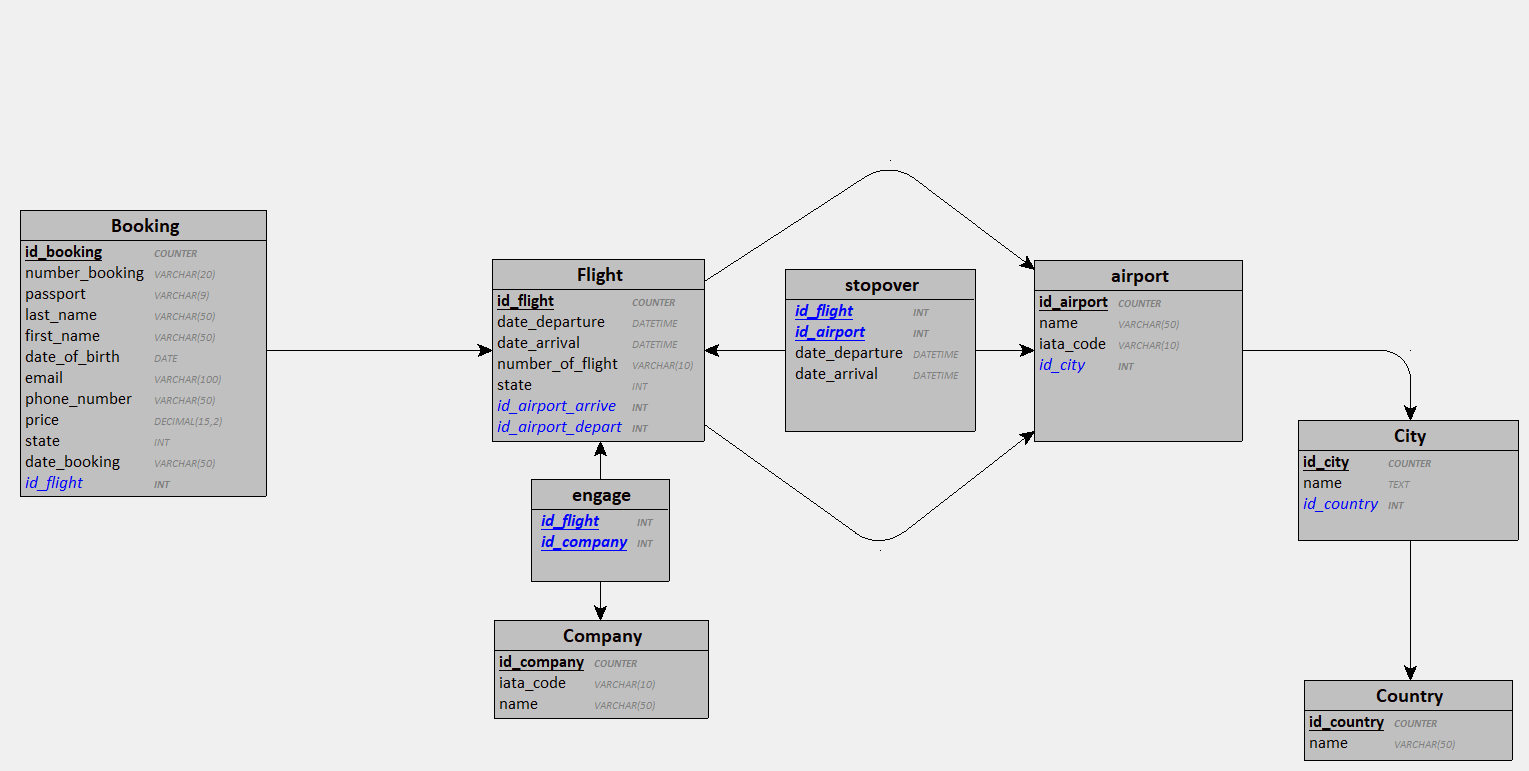 Booking
id_booking COUNTER
number_booking VARCHAR(20)
passport VARCHAR(9)
last_name VARCHAR(50)
first_name VARCHAR(50)
date_of_birth DATE
email VARCHAR(100)
phone_number VARCHAR(50)
price DECIMAL(15,2)
state INT
date_booking VARCHAR(50)
id_flight INT
Flight
id_flight COUNTER
date_departure DATETIME
date_arrival DATETIME
number_of_flight VARCHAR(10)
state INT
id_airport_arrive INT
id_airport_depart INT
engage
id_flight INT
id_company INT
Company
id_company COUNTER
iata_code VARCHAR(10)
name VARCHAR(50)
stopover
id_flight INT
id_airport INT
date_departure DATETIME
date_arrival DATETIME
airport
id_airport COUNTER
name VARCHAR(50)
iata_code VARCHAR(10)
id_city INT
City
id_city COUNTER
name TEXT
id_country INT
Country
id_country COUNTER
name VARCHAR(50)